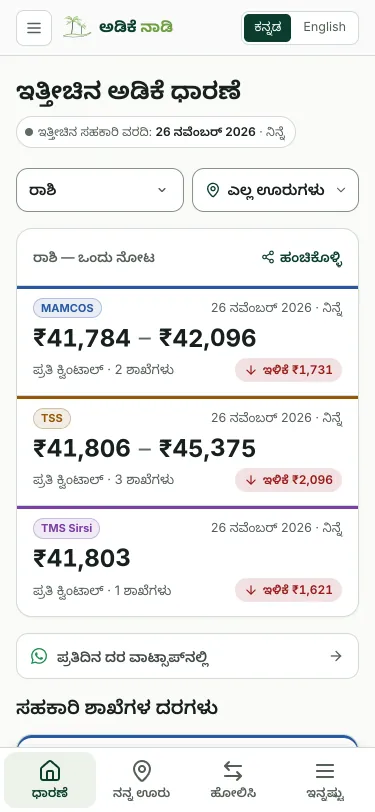 ಅಡಿಕೆ ನಾಡಿ
ಕನ್ನಡ English
ಇತ್ತೀಚಿನ ಅಡಿಕೆ ಧಾರಣೆ
ಇತ್ತೀಚಿನ ಸಹಕಾರಿ ವರದಿ: 26 ನವೆಂಬರ್ 2026 · ನಿನ್ನೆ
ರಾಶಿ
ಎಲ್ಲ ಊರುಗಳು
ರಾಶಿ — ಒಂದು ನೋಟ
ಹಂಚಿಕೊಳ್ಳಿ
MAMCOS
26 ನವೆಂಬರ್ 2026 · ನಿನ್ನೆ
₹41,784 – ₹42,096
ಪ್ರತಿ ಕ್ವಿಂಟಾಲ್ · 2 ಶಾಖೆಗಳು
↓ ಇಳಿಕೆ ₹1,731
TSS
26 ನವೆಂಬರ್ 2026 · ನಿನ್ನೆ
₹41,806 – ₹45,375
ಪ್ರತಿ ಕ್ವಿಂಟಾಲ್ · 3 ಶಾಖೆಗಳು
↓ ಇಳಿಕೆ ₹2,096
TMS Sirsi
26 ನವೆಂಬರ್ 2026 · ನಿನ್ನೆ
₹41,803
ಪ್ರತಿ ಕ್ವಿಂಟಾಲ್ · 1 ಶಾಖೆಗಳು
↓ ಇಳಿಕೆ ₹1,621
ಪ್ರತಿದಿನ ದರ ವಾಟ್ಸಾಪ್‌ನಲ್ಲಿ →
ಸಹಕಾರಿ ಶಾಖೆಗಳ ದರಗಳು
ಧಾರಣೆ
ನನ್ನ ಊರು
ಹೋಲಿಸಿ
ಇನ್ನಷ್ಟು